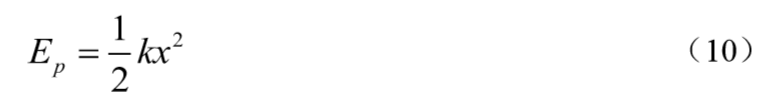 $E_p = \frac{1}{2}kx^2$ （10）